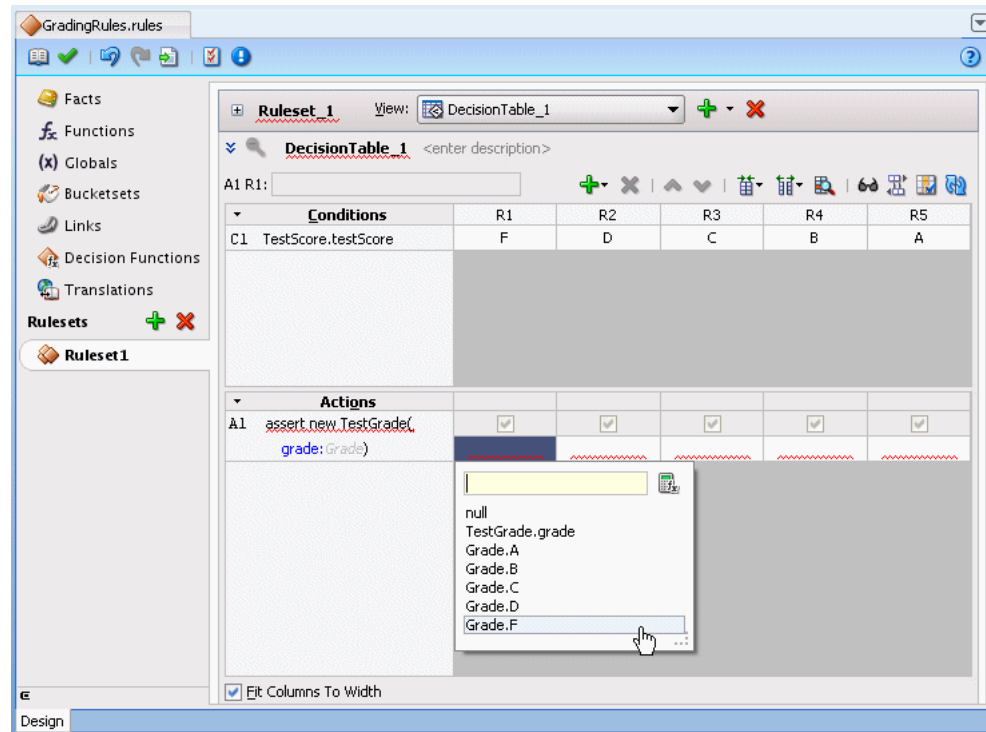 GradingRules.rules
Facts
fx Functions
(x) Globals
Bucketsets
Links
Decision Functions
Translations
Rulesets
Ruleset1
Ruleset_1 View: DecisionTable_1
DecisionTable_1 <enter description>
A1 R1:
Conditions R1 R2 R3 R4 R5
C1 TestScore.testScore F D C B A
Actions
A1 assert new TestGrade(
grade:Grade)
null
TestGrade.grade
Grade.A
Grade.B
Grade.C
Grade.D
Grade.F
Fit Columns To Width
Design